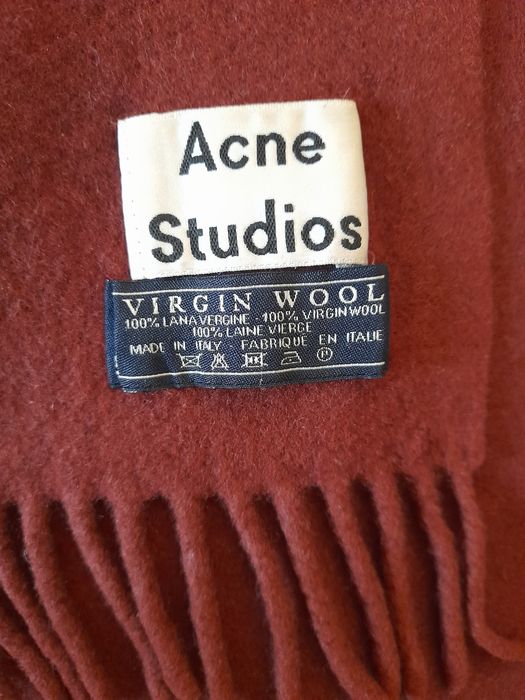 Acne
Studios
VIRGIN WOOL
100% LANA VERGINE - 100% VIRGIN WOOL
100% LAINE VIERGE
MADE IN ITALY FABRIQUE EN ITALIE
P